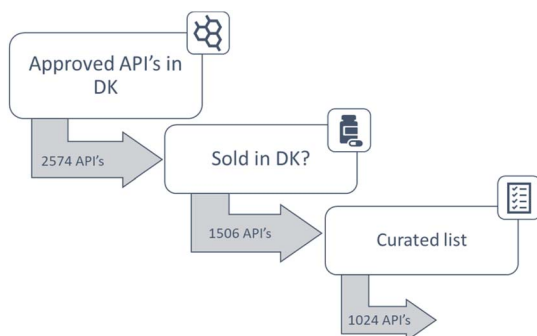 Approved API's in
DK
2574 API's
Sold in DK?
1506 API's
Curated list
1024 API's